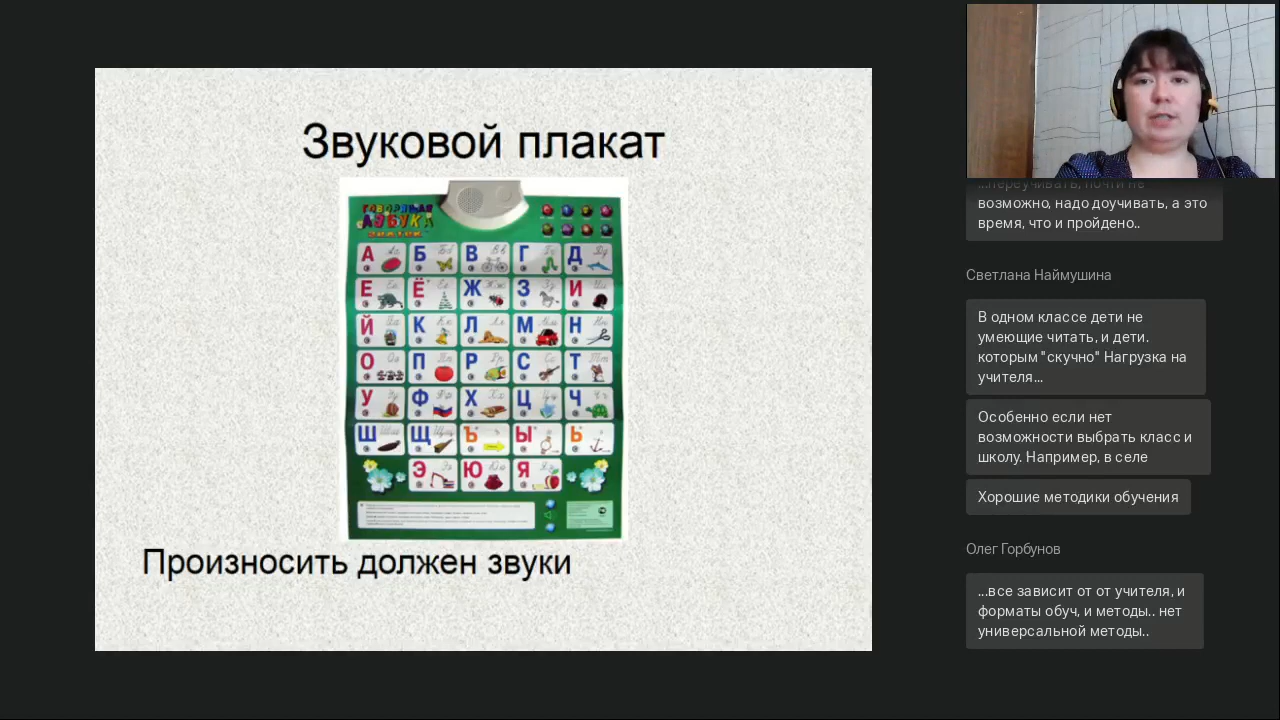 Звуковой плакат
ГОВОРЯЩАЯ
АЗБУКА
А Б В Г Д
Е Ё Ж З И
Й К Л М Н
О П Р С Т
У Ф Х Ц Ч
Ш Щ Ъ Ы Ь
Э Ю Я
Произносить должен звуки
...переучивать, почти не
возможно, надо доучивать, а это
время, что и пройдено..
Светлана Наймушина
В одном классе дети не
умеющие читать, и дети.
которым "скучно" Нагрузка на
учителя...
Особенно если нет
возможности выбрать класс и
школу. Например, в селе
Хорошие методики обучения
Олег Горбунов
...все зависит от от учителя, и
форматы обуч, и методы.. нет
универсальной методы..